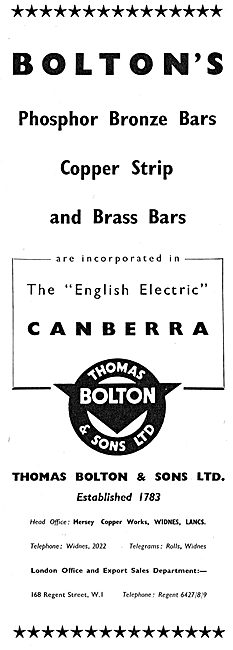 BOLTON'S
Phosphor Bronze Bars
Copper Strip
and Brass Bars
are incorporated in
The "English Electric"
CANBERRA
THOMAS
BOLTON
& SONS LTD
THOMAS BOLTON & SONS LTD.
Established 1783
Head Office: Mersey Copper Works, WIDNES, LANCS.
Telephone: Widnes, 2022 Telegrams: Rolls, Widnes
London Office and Export Sales Department:—
168 Regent Street, W.1 Telephone: Regent 6427/8/9